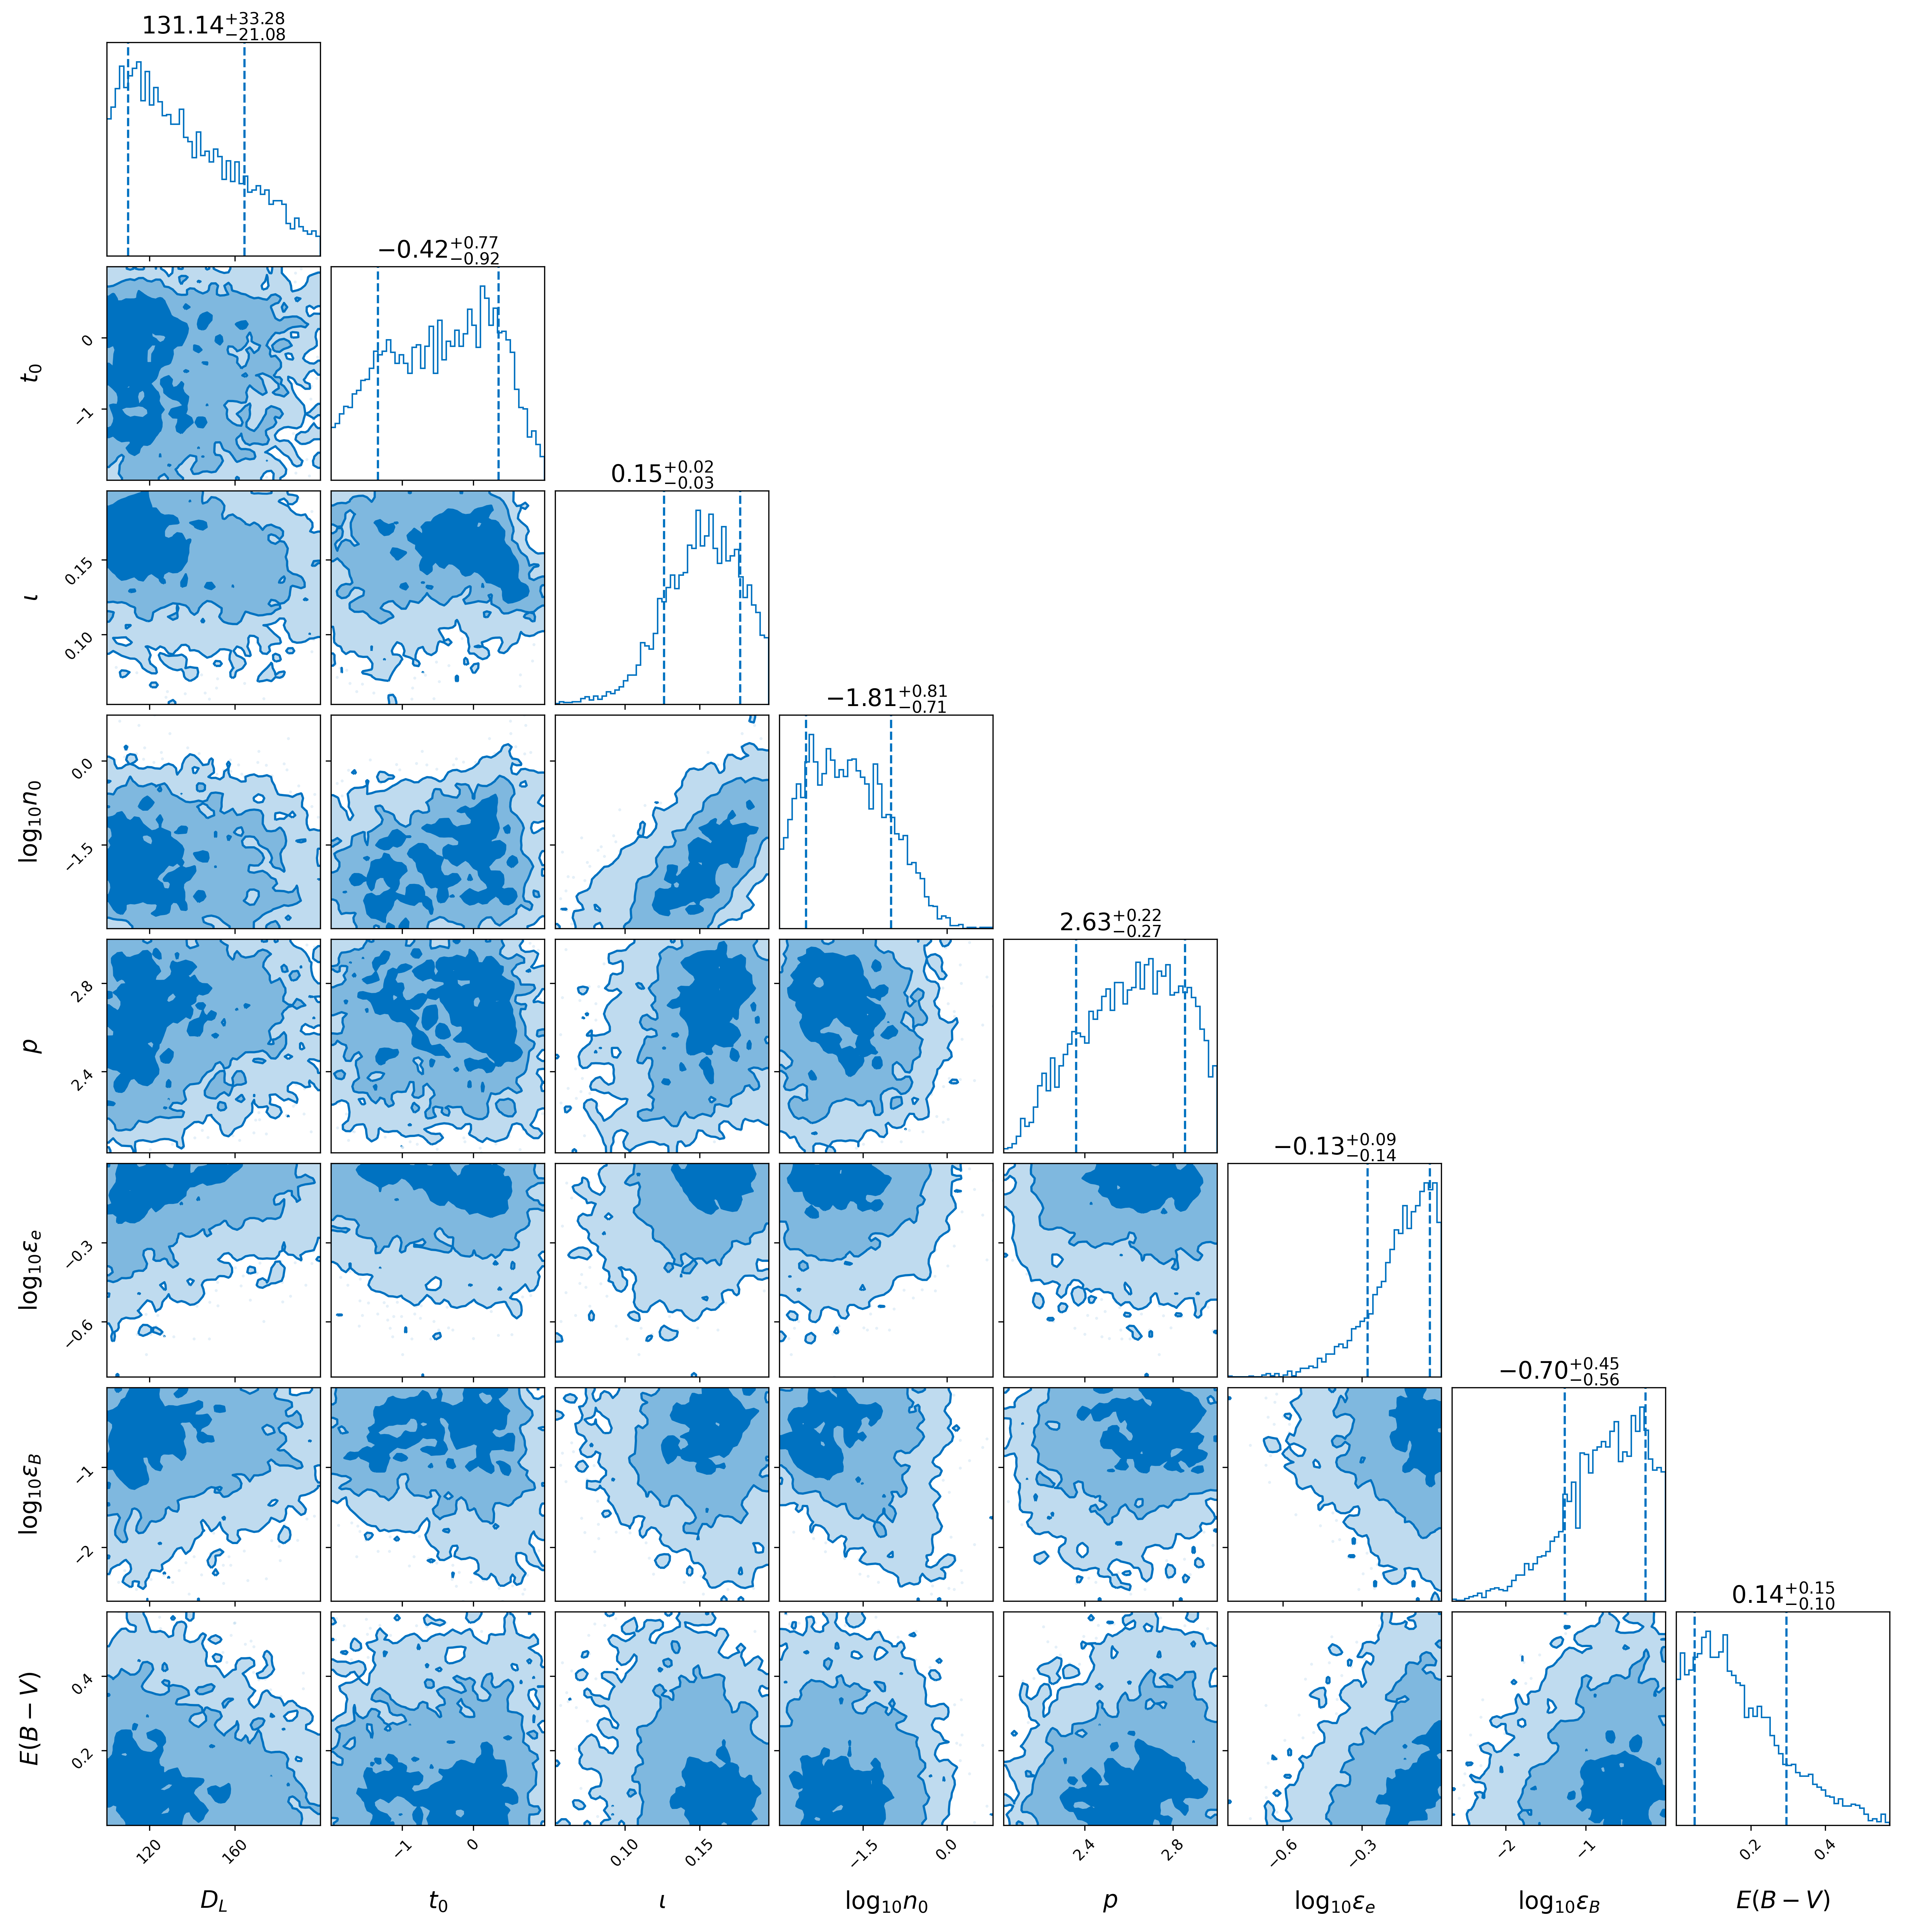 131.14^{+33.28}_{-21.08}
−0.42^{+0.77}_{-0.92}
0
−1
t_0
0.15^{+0.02}_{-0.03}
0.15
0.10
ι
−1.81^{+0.81}_{-0.71}
0.0
−1.5
log_{10}n_0
2.63^{+0.22}_{-0.27}
2.8
2.4
p
−0.13^{+0.09}_{-0.14}
−0.3
−0.6
log_{10}ε_e
−0.70^{+0.45}_{-0.56}
−1
−2
log_{10}ε_B
0.14^{+0.15}_{-0.10}
0.4
0.2
E(B − V)
120 160 −1 0 0.10 0.15 −1.5 0.0 2.4 2.8 −0.6 −0.3 −2 −1 0.2 0.4
D_L t_0 ι log_{10}n_0 p log_{10}ε_e log_{10}ε_B E(B − V)